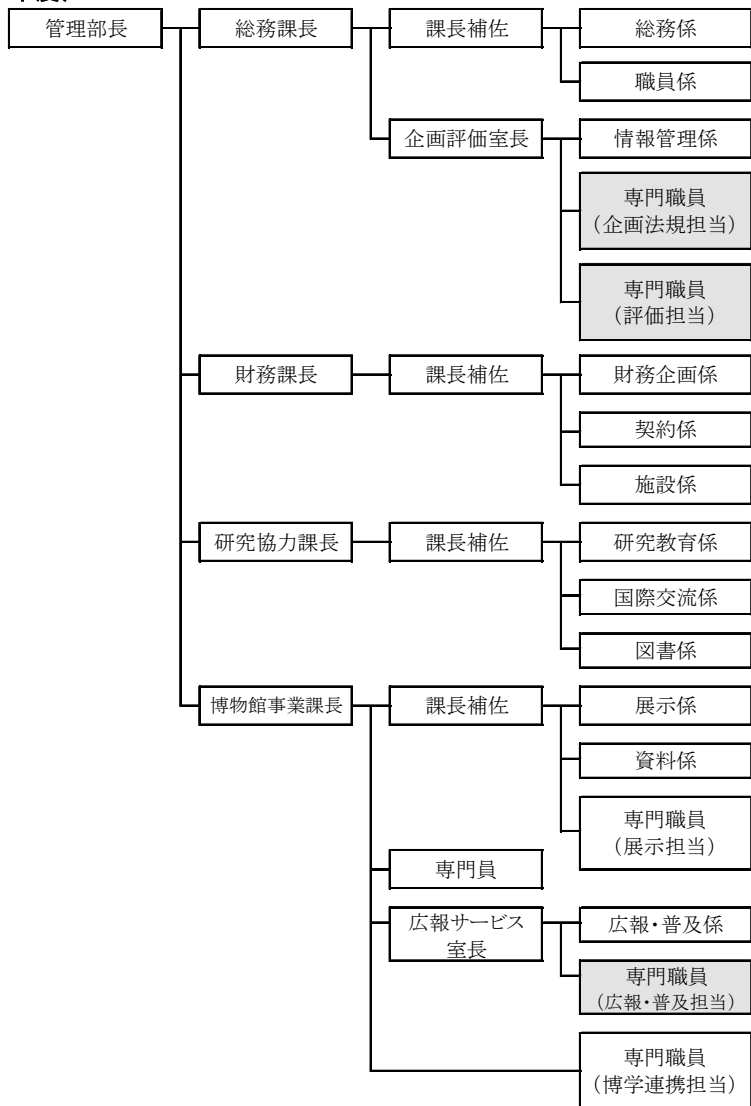 管理部長
総務課長
課長補佐
総務係
職員係
企画評価室長
情報管理係
専門職員
（企画法規担当）
専門職員
（評価担当）
財務課長
課長補佐
財務企画係
契約係
施設係
研究協力課長
課長補佐
研究教育係
国際交流係
図書係
博物館事業課長
課長補佐
展示係
資料係
専門職員
（展示担当）
専門員
広報サービス
室長
広報・普及係
専門職員
（広報・普及担当）
専門職員
（博学連携担当）